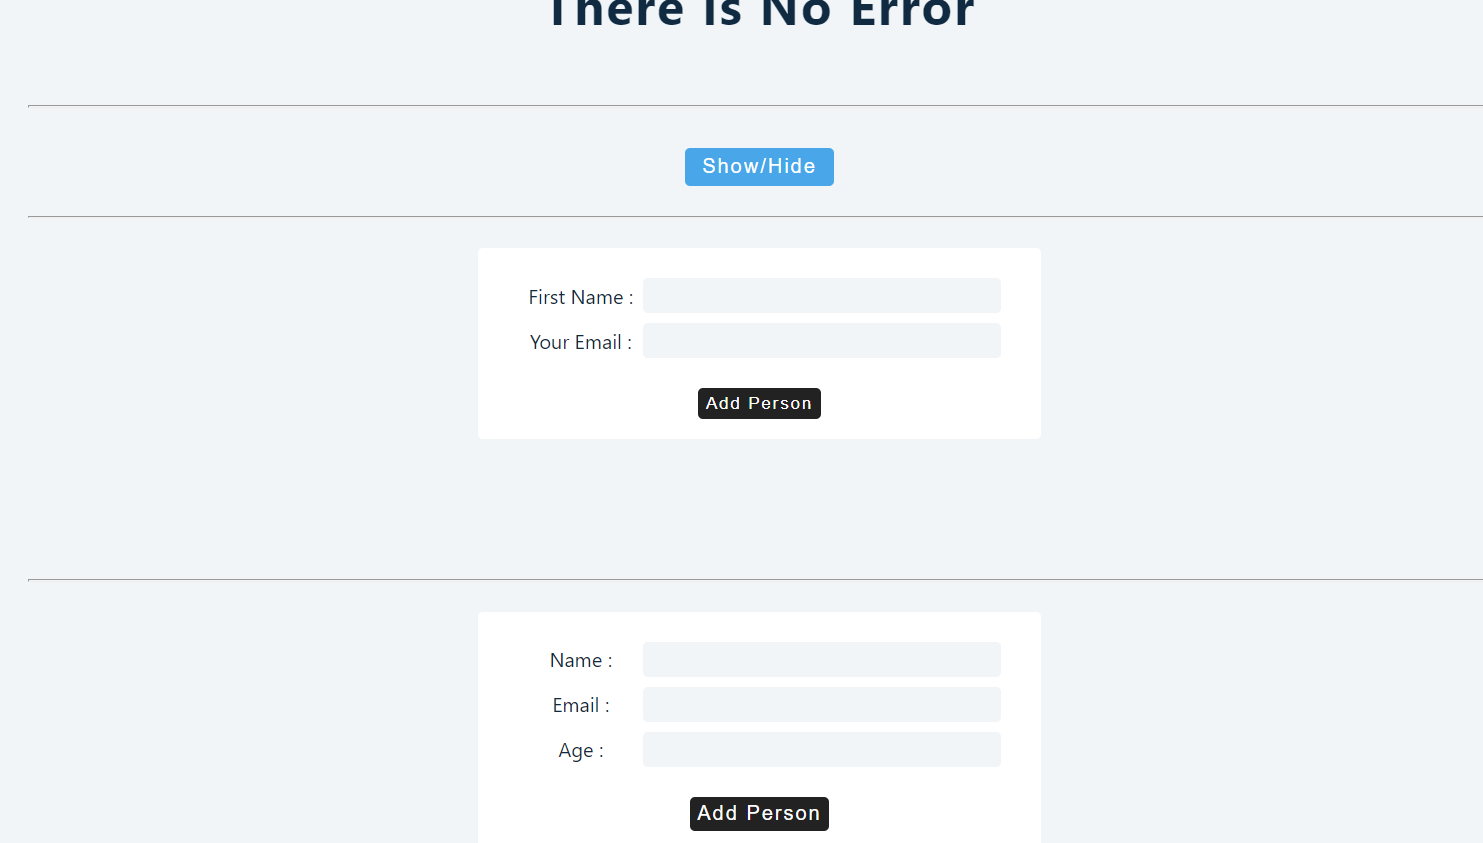 There Is No Error
Show/Hide
First Name :
Your Email :
Add Person
Name :
Email :
Age :
Add Person